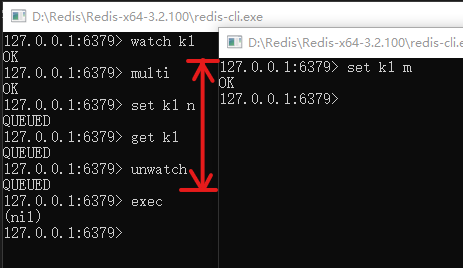 D:\Redis\Redis-x64-3.2.100\redis-cli.exe
127.0.0.1:6379> watch k1
OK
127.0.0.1:6379> multi
OK
127.0.0.1:6379> set k1 n
QUEUED
127.0.0.1:6379> get k1
QUEUED
127.0.0.1:6379> unwatch
QUEUED
127.0.0.1:6379> exec
(nil)
127.0.0.1:6379>
D:\Redis\Redis-x64-3.2.100\redis-cli.e
127.0.0.1:6379> set k1 m
OK
127.0.0.1:6379>